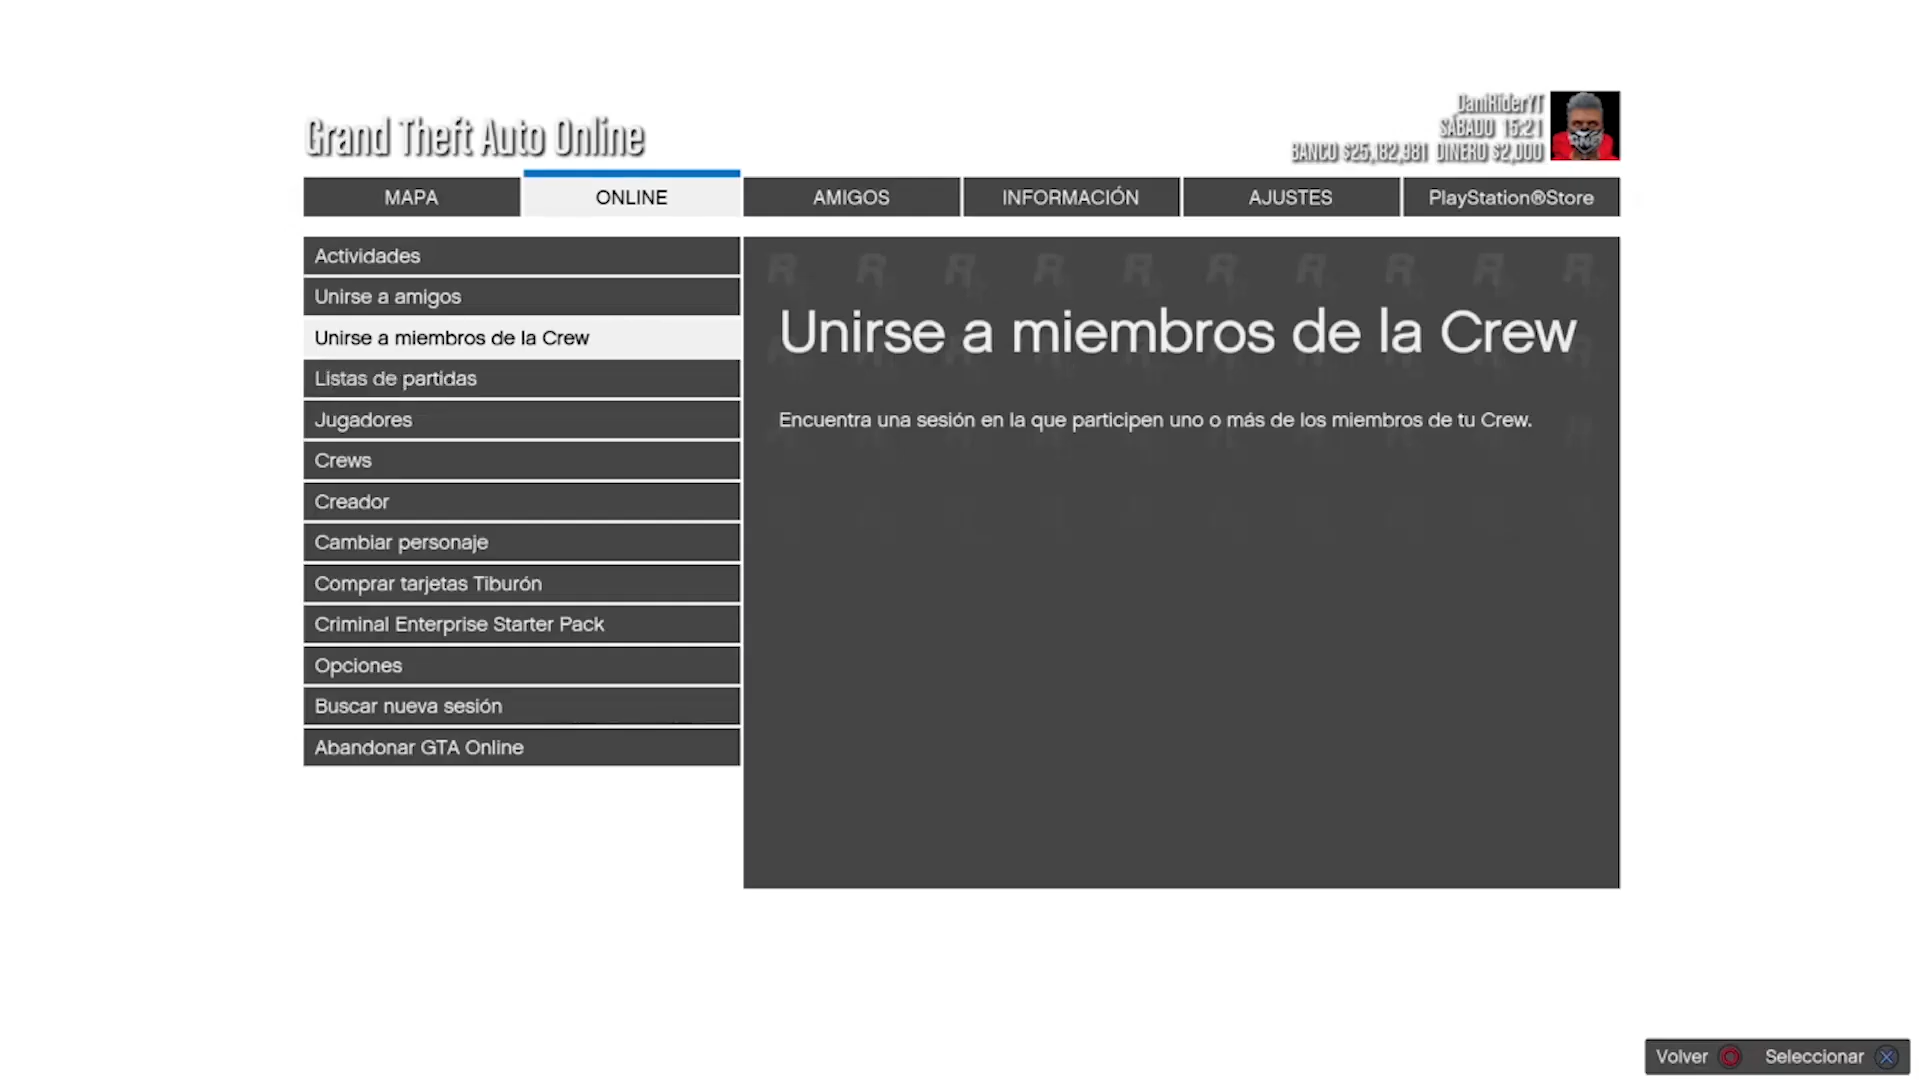 Grand Theft Auto Online
DaniRiderYT
SÁBADO 15:21
BANCO $25,182,981 DINERO $2,000
MAPA
ONLINE
AMIGOS
INFORMACIÓN
AJUSTES
PlayStation®Store
Actividades
Unirse a amigos
Unirse a miembros de la Crew
Listas de partidas
Jugadores
Crews
Creador
Cambiar personaje
Comprar tarjetas Tiburón
Criminal Enterprise Starter Pack
Opciones
Buscar nueva sesión
Abandonar GTA Online
Unirse a miembros de la Crew
Encuentra una sesión en la que participen uno o más de los miembros de tu Crew.
Volver Seleccionar